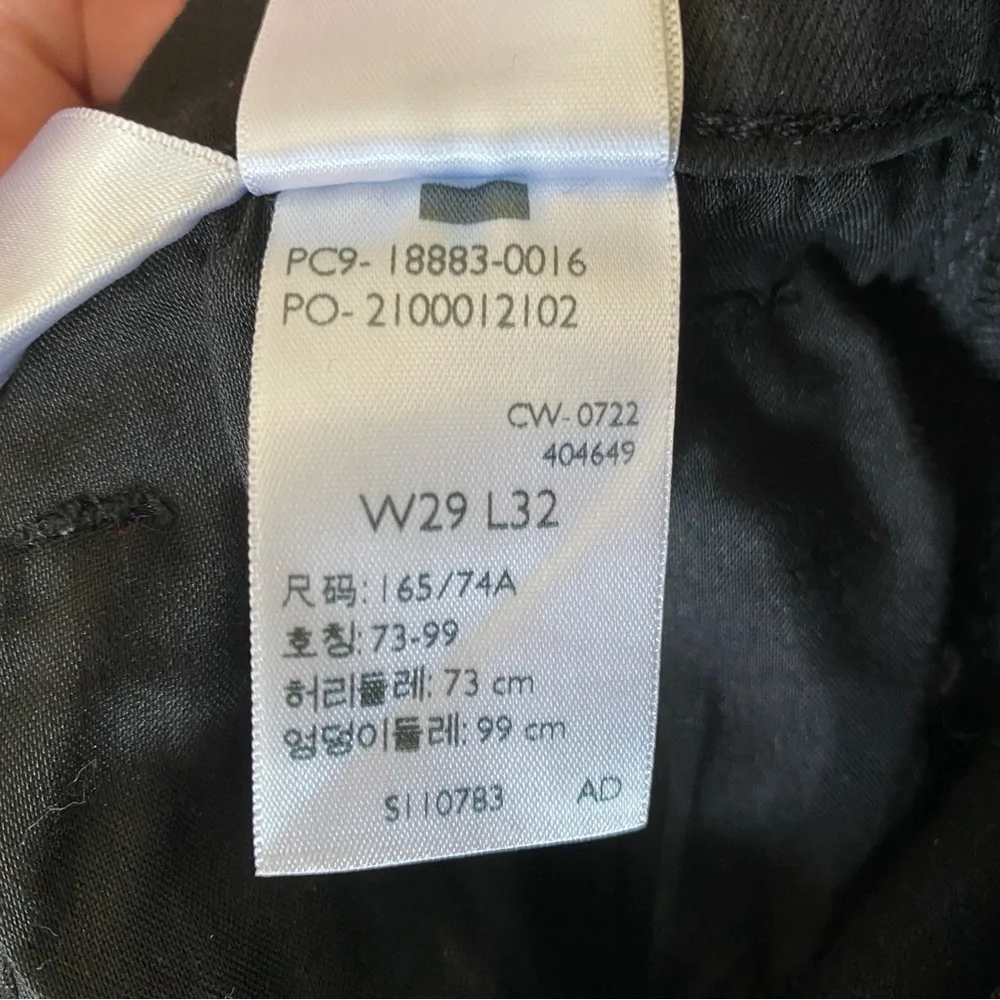 PC9- 18883-0016
PO- 2100012102
CW- 0722
404649
W29 L32
尺码: 165/74A
호칭: 73-99
허리둘레: 73 cm
엉덩이둘레: 99 cm
S110783 AD